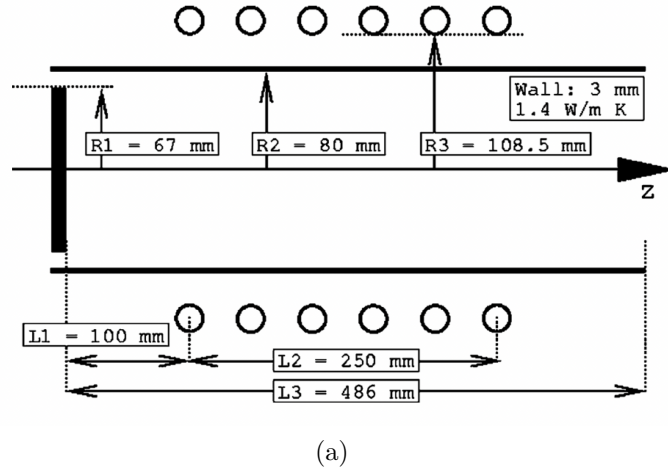 Wall: 3 mm
1.4 W/m K
R1 = 67 mm
R2 = 80 mm
R3 = 108.5 mm
z
L1 = 100 mm
L2 = 250 mm
L3 = 486 mm
(a)